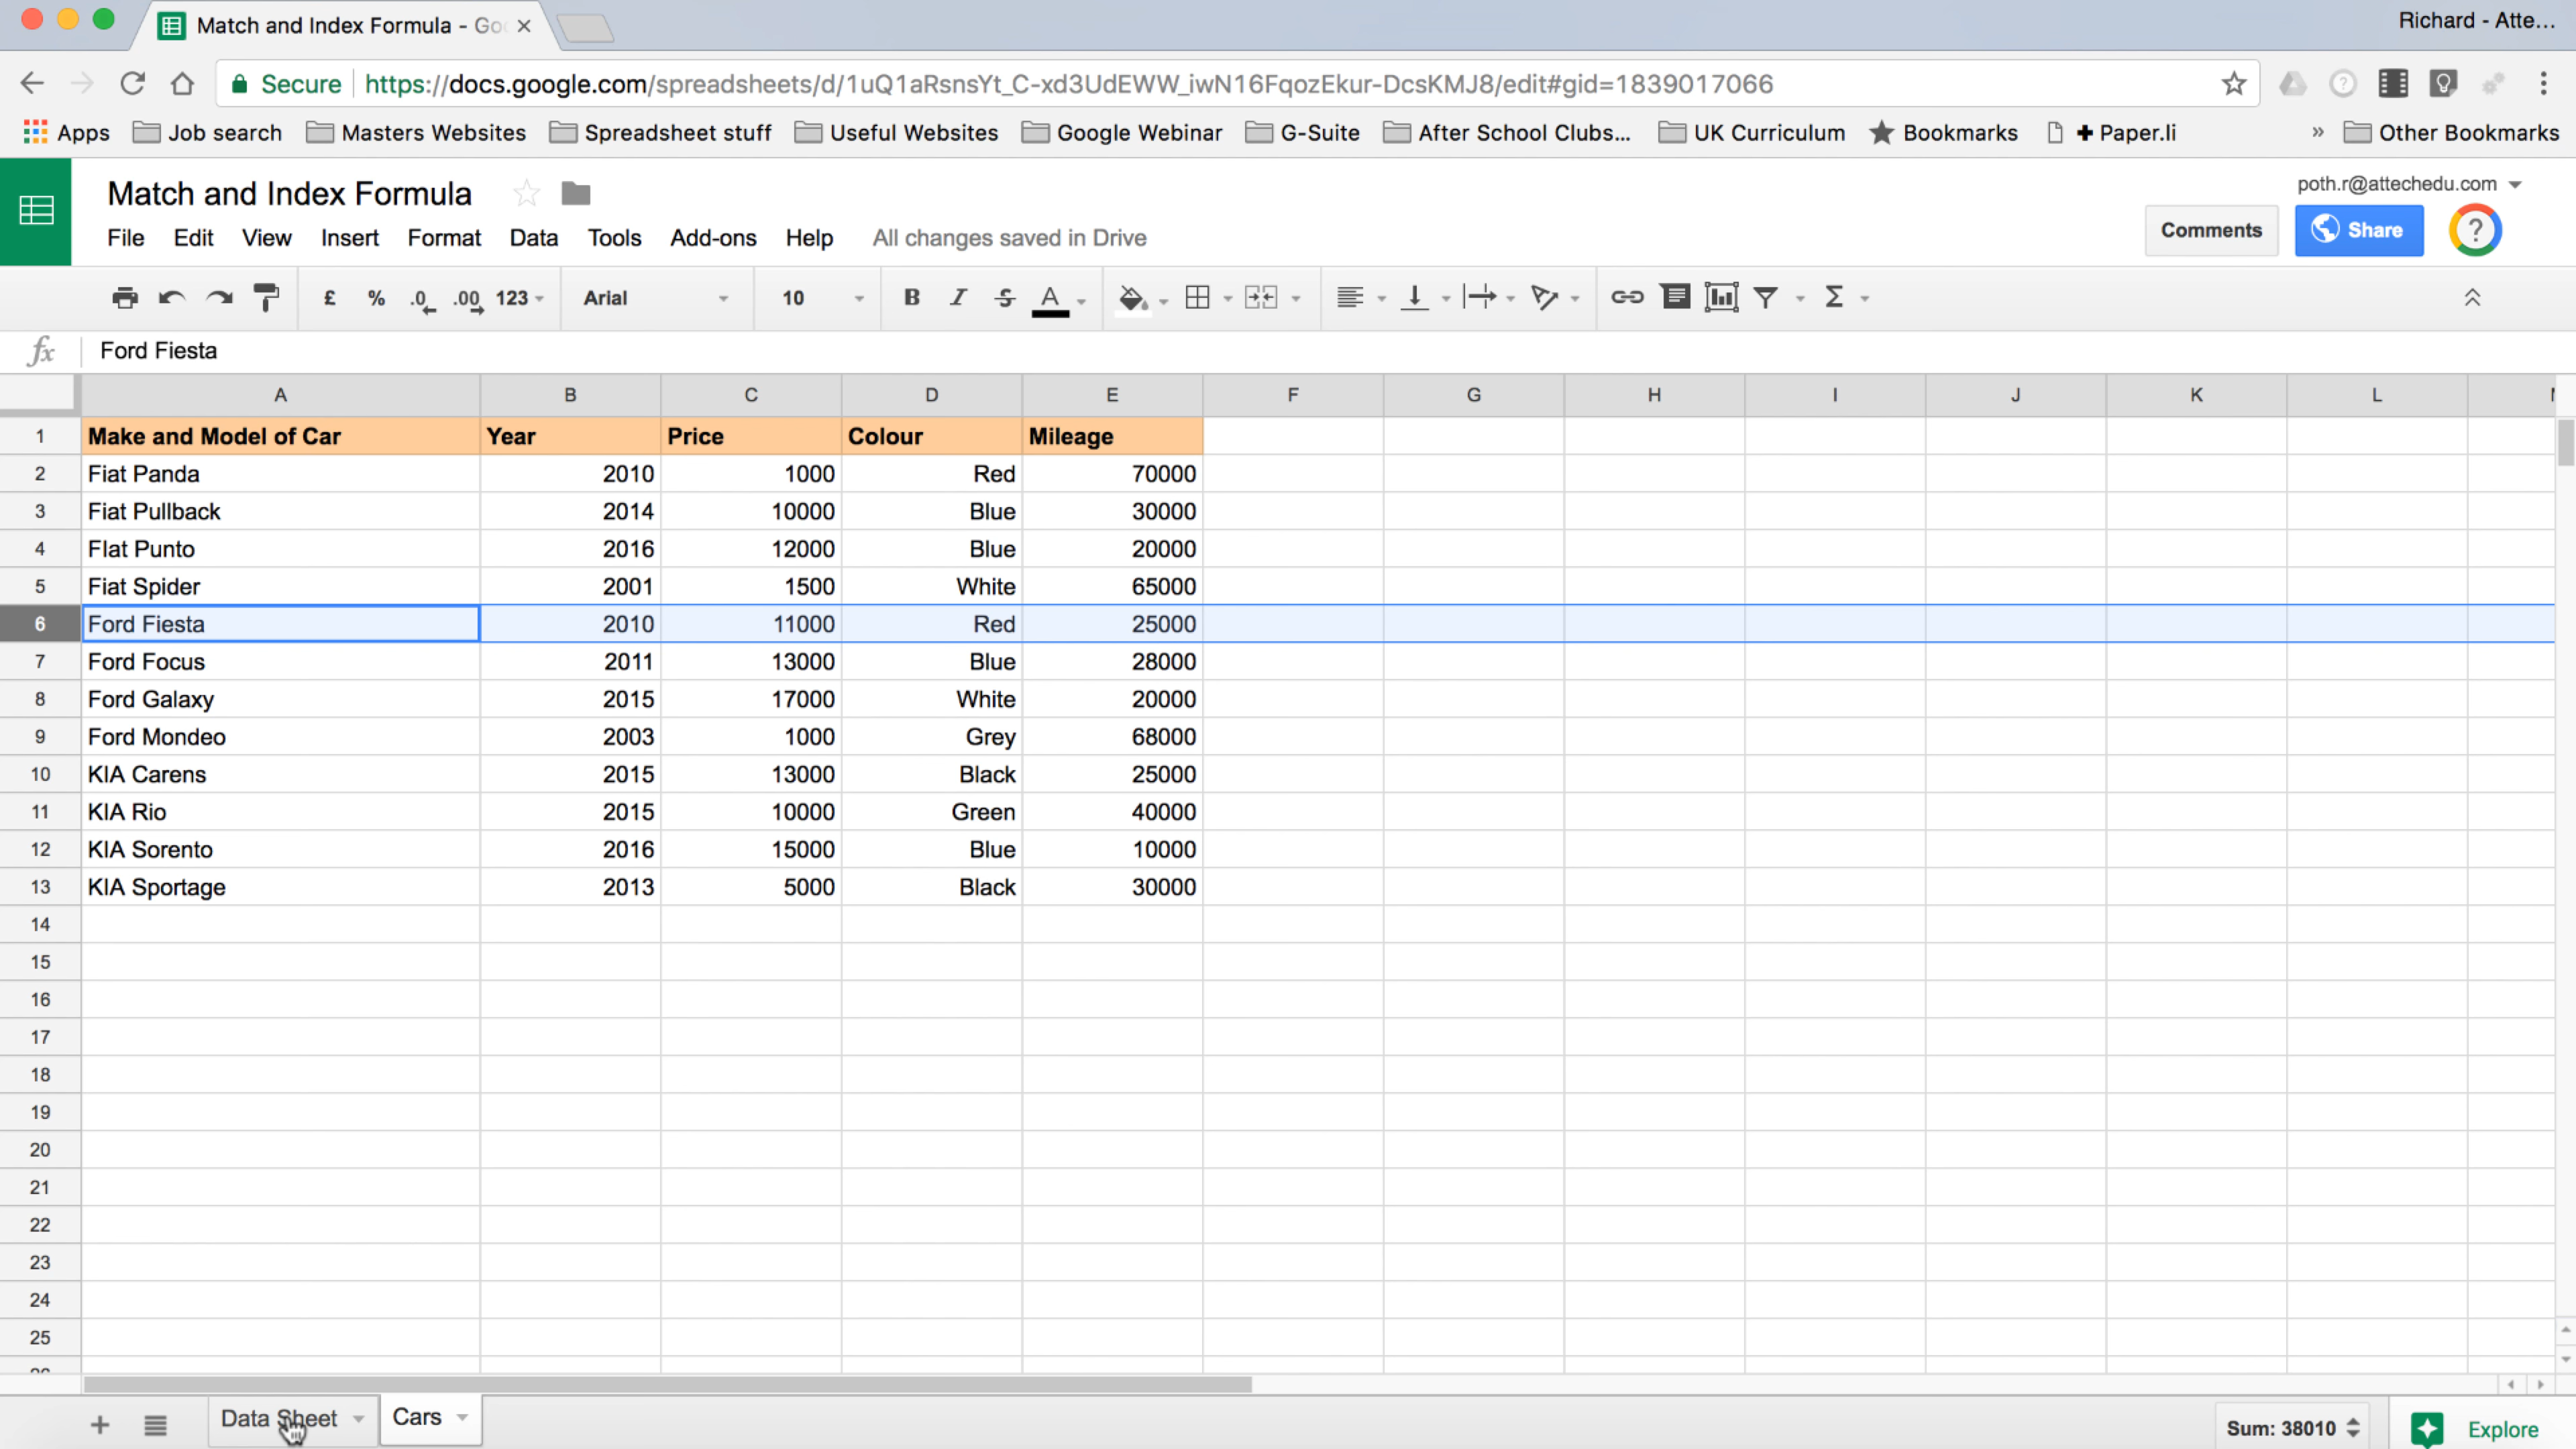 Match and Index Formula - Goo
Richard - Atte...
Secure https://docs.google.com/spreadsheets/d/1uQ1aRsnsYt_C-xd3UdEWW_iwN16FqozEkur-DcsKMJ8/edit#gid=1839017066
Apps Job search Masters Websites Spreadsheet stuff Useful Websites Google Webinar G-Suite After School Clubs... UK Curriculum Bookmarks + Paper.li » Other Bookmarks
Match and Index Formula
poth.r@attechedu.com
File Edit View Insert Format Data Tools Add-ons Help All changes saved in Drive
Comments Share ?
£ % .0 .00 123 Arial 10 B I S A Σ
fx Ford Fiesta
A B C D E F G H I J K L
1 Make and Model of Car Year Price Colour Mileage
2 Fiat Panda 2010 1000 Red 70000
3 Fiat Pullback 2014 10000 Blue 30000
4 FIat Punto 2016 12000 Blue 20000
5 Fiat Spider 2001 1500 White 65000
6 Ford Fiesta 2010 11000 Red 25000
7 Ford Focus 2011 13000 Blue 28000
8 Ford Galaxy 2015 17000 White 20000
9 Ford Mondeo 2003 1000 Grey 68000
10 KIA Carens 2015 13000 Black 25000
11 KIA Rio 2015 10000 Green 40000
12 KIA Sorento 2016 15000 Blue 10000
13 KIA Sportage 2013 5000 Black 30000
14
15
16
17
18
19
20
21
22
23
24
25
Data Sheet Cars Sum: 38010 Explore